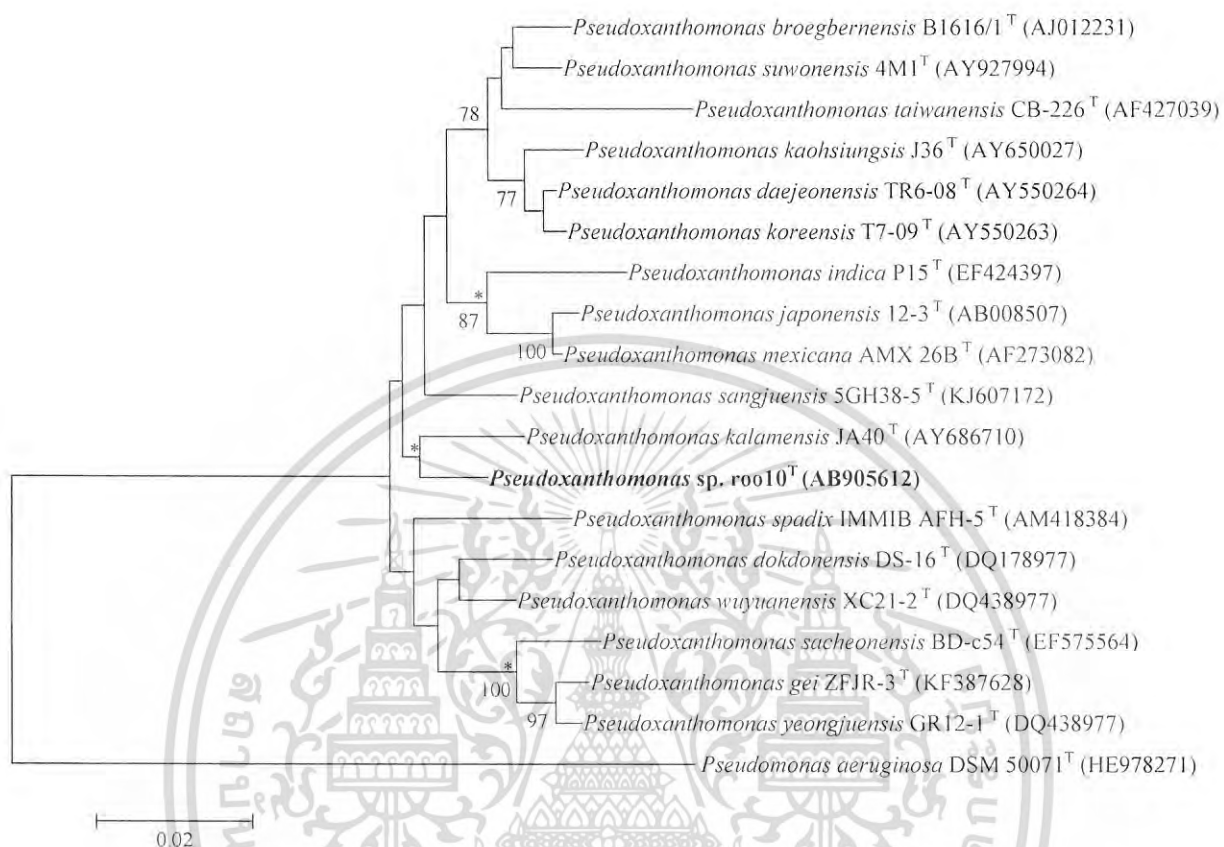 Pseudoxanthomonas broegbernensis B1616/1ᵀ (AJ012231)
Pseudoxanthomonas suwonensis 4M1ᵀ (AY927994)
Pseudoxanthomonas taiwanensis CB-226ᵀ (AF427039)
78
Pseudoxanthomonas kaohsiungsis J36ᵀ (AY650027)
Pseudoxanthomonas daejeonensis TR6-08ᵀ (AY550264)
77
Pseudoxanthomonas koreensis T7-09ᵀ (AY550263)
Pseudoxanthomonas indica P15ᵀ (EF424397)
*
87
Pseudoxanthomonas japonensis 12-3ᵀ (AB008507)
100
Pseudoxanthomonas mexicana AMX 26Bᵀ (AF273082)
Pseudoxanthomonas sangjuensis 5GH38-5ᵀ (KJ607172)
Pseudoxanthomonas kalamensis JA40ᵀ (AY686710)
*
Pseudoxanthomonas sp. roo10ᵀ (AB905612)
Pseudoxanthomonas spadix IMMIB AFH-5ᵀ (AM418384)
Pseudoxanthomonas dokdonensis DS-16ᵀ (DQ178977)
Pseudoxanthomonas wuyuanensis XC21-2ᵀ (DQ438977)
Pseudoxanthomonas sacheonensis BD-c54ᵀ (EF575564)
*
100
Pseudoxanthomonas gei ZFJR-3ᵀ (KF387628)
97
Pseudoxanthomonas yeongjuensis GR12-1ᵀ (DQ438977)
Pseudomonas aeruginosa DSM 50071ᵀ (HE978271)
0.02